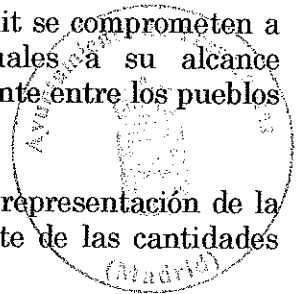 it se comprometen a
uales a su alcance
nte entre los pueblos
representación de la
te de las cantidades
(Madrid)